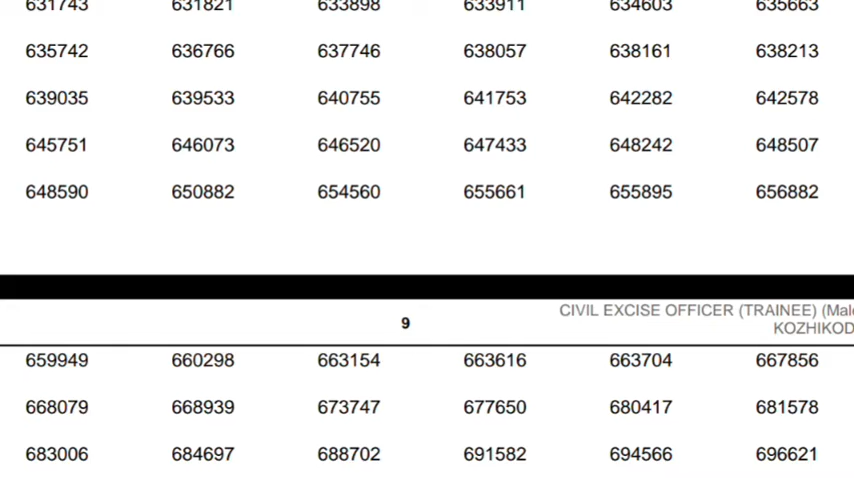 631743 631821 633898 633911 634603 635663
635742 636766 637746 638057 638161 638213
639035 639533 640755 641753 642282 642578
645751 646073 646520 647433 648242 648507
648590 650882 654560 655661 655895 656882
CIVIL EXCISE OFFICER (TRAINEE) (Male
9
KOZHIKOD
659949 660298 663154 663616 663704 667856
668079 668939 673747 677650 680417 681578
683006 684697 688702 691582 694566 696621